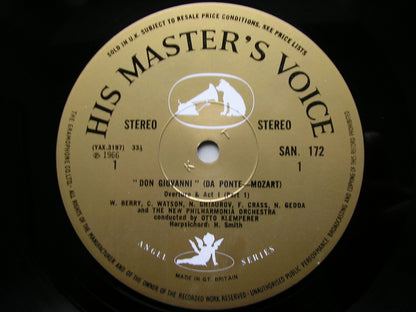 SOLD IN U.K. SUBJECT TO RESALE PRICE CONDITIONS, SEE PRICE LISTS
HIS MASTER'S VOICE
STEREO STEREO
(YAX.3197) 33⅓
℗ 1966
SAN. 172
1 1
K T
"DON GIOVANNI" (DA PONTE—MOZART)
Overture & Act I (Part 1)
W. BERRY, C. WATSON, N. GHIAUROV, F. CRASS, N. GEDDA
and THE NEW PHILHARMONIA ORCHESTRA
conducted by OTTO KLEMPERER
Harpsichord: H. Smith
ANGEL SERIES
MADE IN GT. BRITAIN
THE GRAMOPHONE CO. LTD. ALL RIGHTS OF THE MANUFACTURER AND OF THE OWNER OF THE RECORDED WORK RESERVED · UNAUTHORISED PUBLIC PERFORMANCE BROADCASTING AND COPYING OF THIS RECORD PROHIBITED